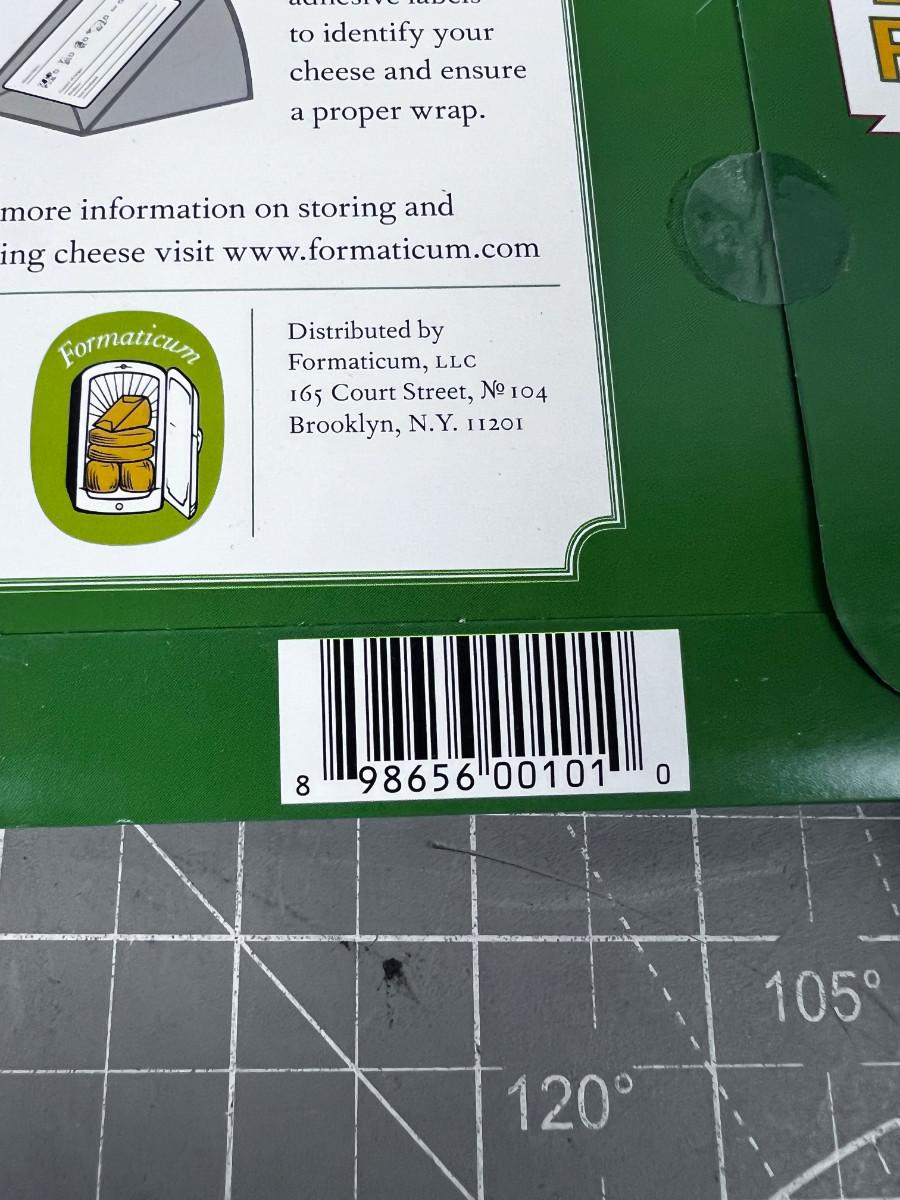 to identify your
cheese and ensure
a proper wrap.
more information on storing and
ing cheese visit www.formaticum.com
Formaticum
Distributed by
Formaticum, LLC
165 Court Street, № 104
Brooklyn, N.Y. 11201
8 98656 00101 0
105°
120°